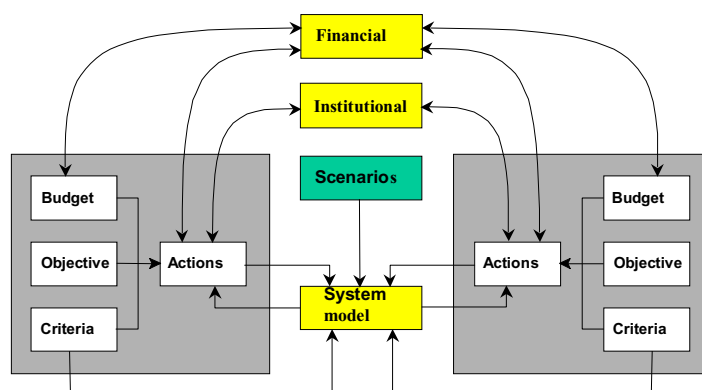 Financial
Institutional
Scenarios
Budget
Budget
Objective
Actions
Actions
Objective
System
model
Criteria
Criteria